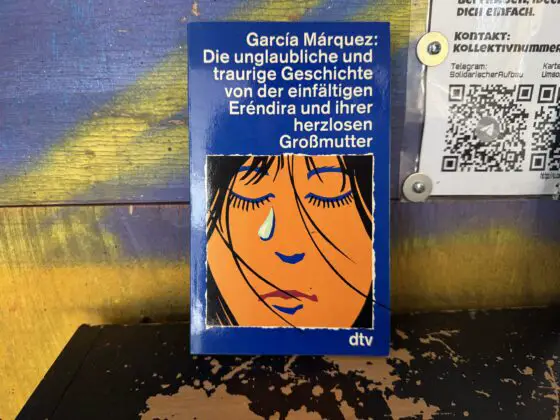 García Márquez:
Die unglaubliche und
traurige Geschichte
von der einfältigen
Eréndira und ihrer
herzlosen
Großmutter
dtv
DICH EINFACH.
KONTAKT:
KOLLEKTIVNUMMER
Telegram:
SolidarischerAufbau
Karte